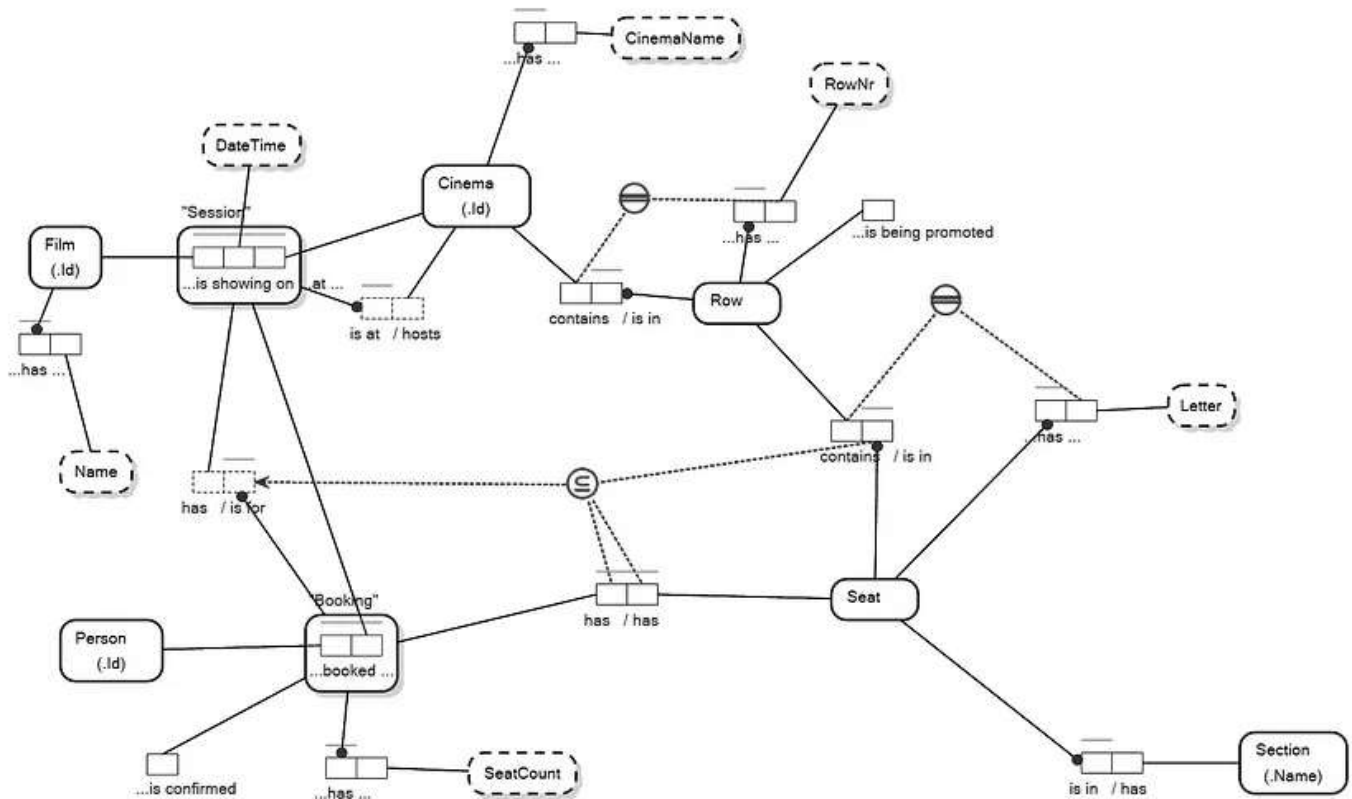 CinemaName
...has ...
RowNr
DateTime
Cinema
(.Id)
"Session"
Film
(.Id)
...is showing on ...at ...
...has ...
...is being promoted
Row
contains / is in
is at / hosts
...has ...
Letter
...has ...
contains / is in
Name
has / is for
Seat
"Booking"
has / has
Person
(.Id)
...booked ...
Section
(.Name)
SeatCount
...is confirmed
...has ...
is in / has